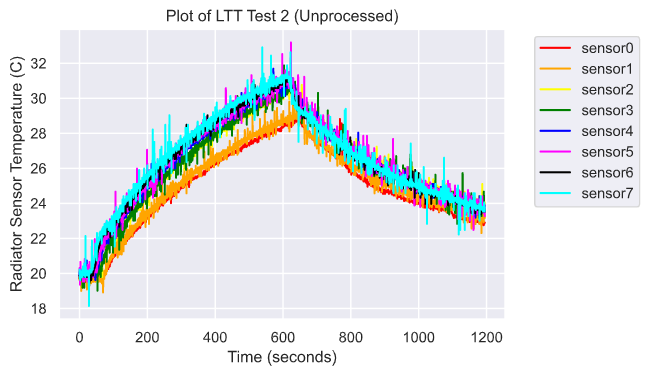 Plot of LTT Test 2 (Unprocessed)
Radiator Sensor Temperature (C)
32
30
28
26
24
22
20
18
0 200 400 600 800 1000 1200
Time (seconds)
sensor0
sensor1
sensor2
sensor3
sensor4
sensor5
sensor6
sensor7